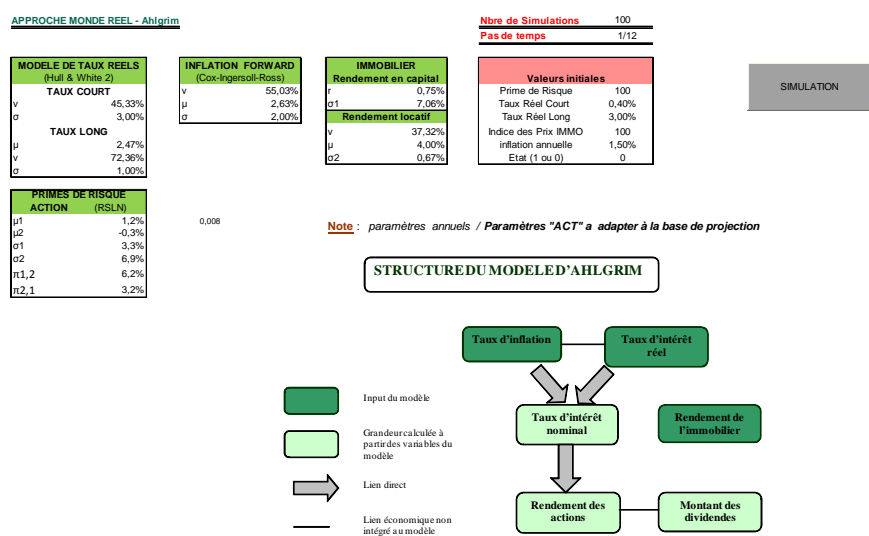 APPROCHE MONDE REEL - Ahlgrim
Nbre de Simulations 100
Pas de temps 1/12
MODELE DE TAUX REELS
(Hull & White 2)
TAUX COURT
v 45,33%
σ 3,00%
TAUX LONG
μ 2,47%
v 72,36%
σ 1,00%
INFLATION FORWARD
(Cox-Ingersoll-Ross)
v 55,03%
μ 2,63%
σ 2,00%
IMMOBILIER
Rendement en capital
r 0,75%
σ1 7,06%
Rendement locatif
v 37,32%
μ 4,00%
σ2 0,67%
Valeurs initiales
Prime de Risque 100
Taux Réel Court 0,40%
Taux Réel Long 3,00%
Indice des Prix IMMO 100
inflation annuelle 1,50%
Etat (1 ou 0) 0
SIMULATION
PRIMES DE RISQUE
ACTION (RSLN)
μ1 1,2%
μ2 -0,3%
σ1 3,3%
σ2 6,9%
π1,2 6,2%
π2,1 3,2%
0,008
Note : paramètres annuels / Paramètres "ACT" a adapter à la base de projection
STRUCTURE DU MODELE D'AHLGRIM
Taux d'inflation
Taux d'intérêt
réel
Taux d'intérêt
nominal
Rendement de
l'immobilier
Rendement des
actions
Montant des
dividendes
Input du modèle
Grandeur calculée à
partir des variables du
modèle
Lien direct
Lien économique non
intégré au modèle